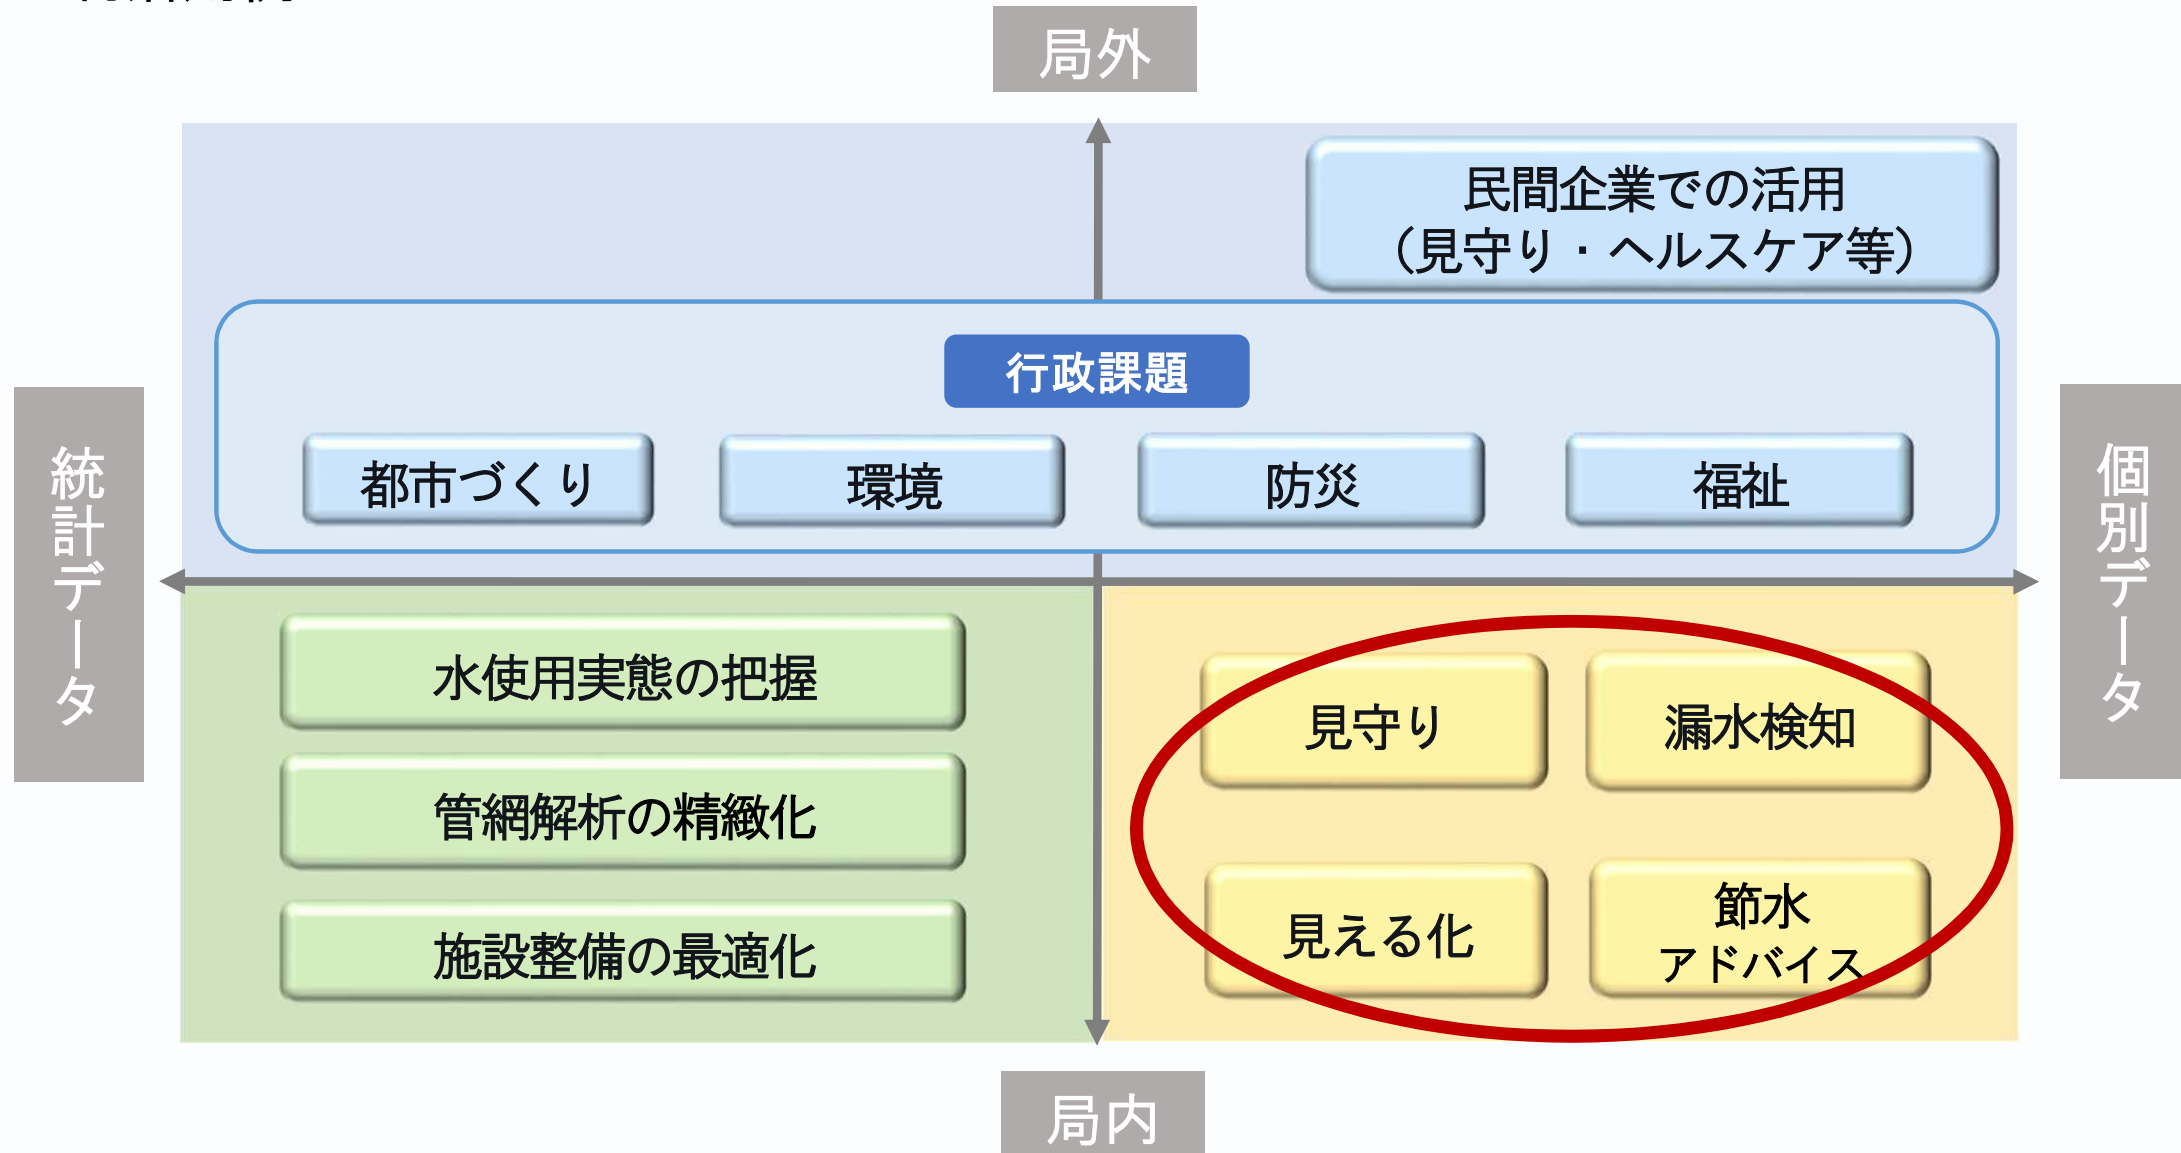 局外
民間企業での活用
（見守り・ヘルスケア等）
行政課題
都市づくり
環境
防災
福祉
統計データ
個別データ
水使用実態の把握
管網解析の精緻化
施設整備の最適化
見守り
漏水検知
見える化
節水
アドバイス
局内